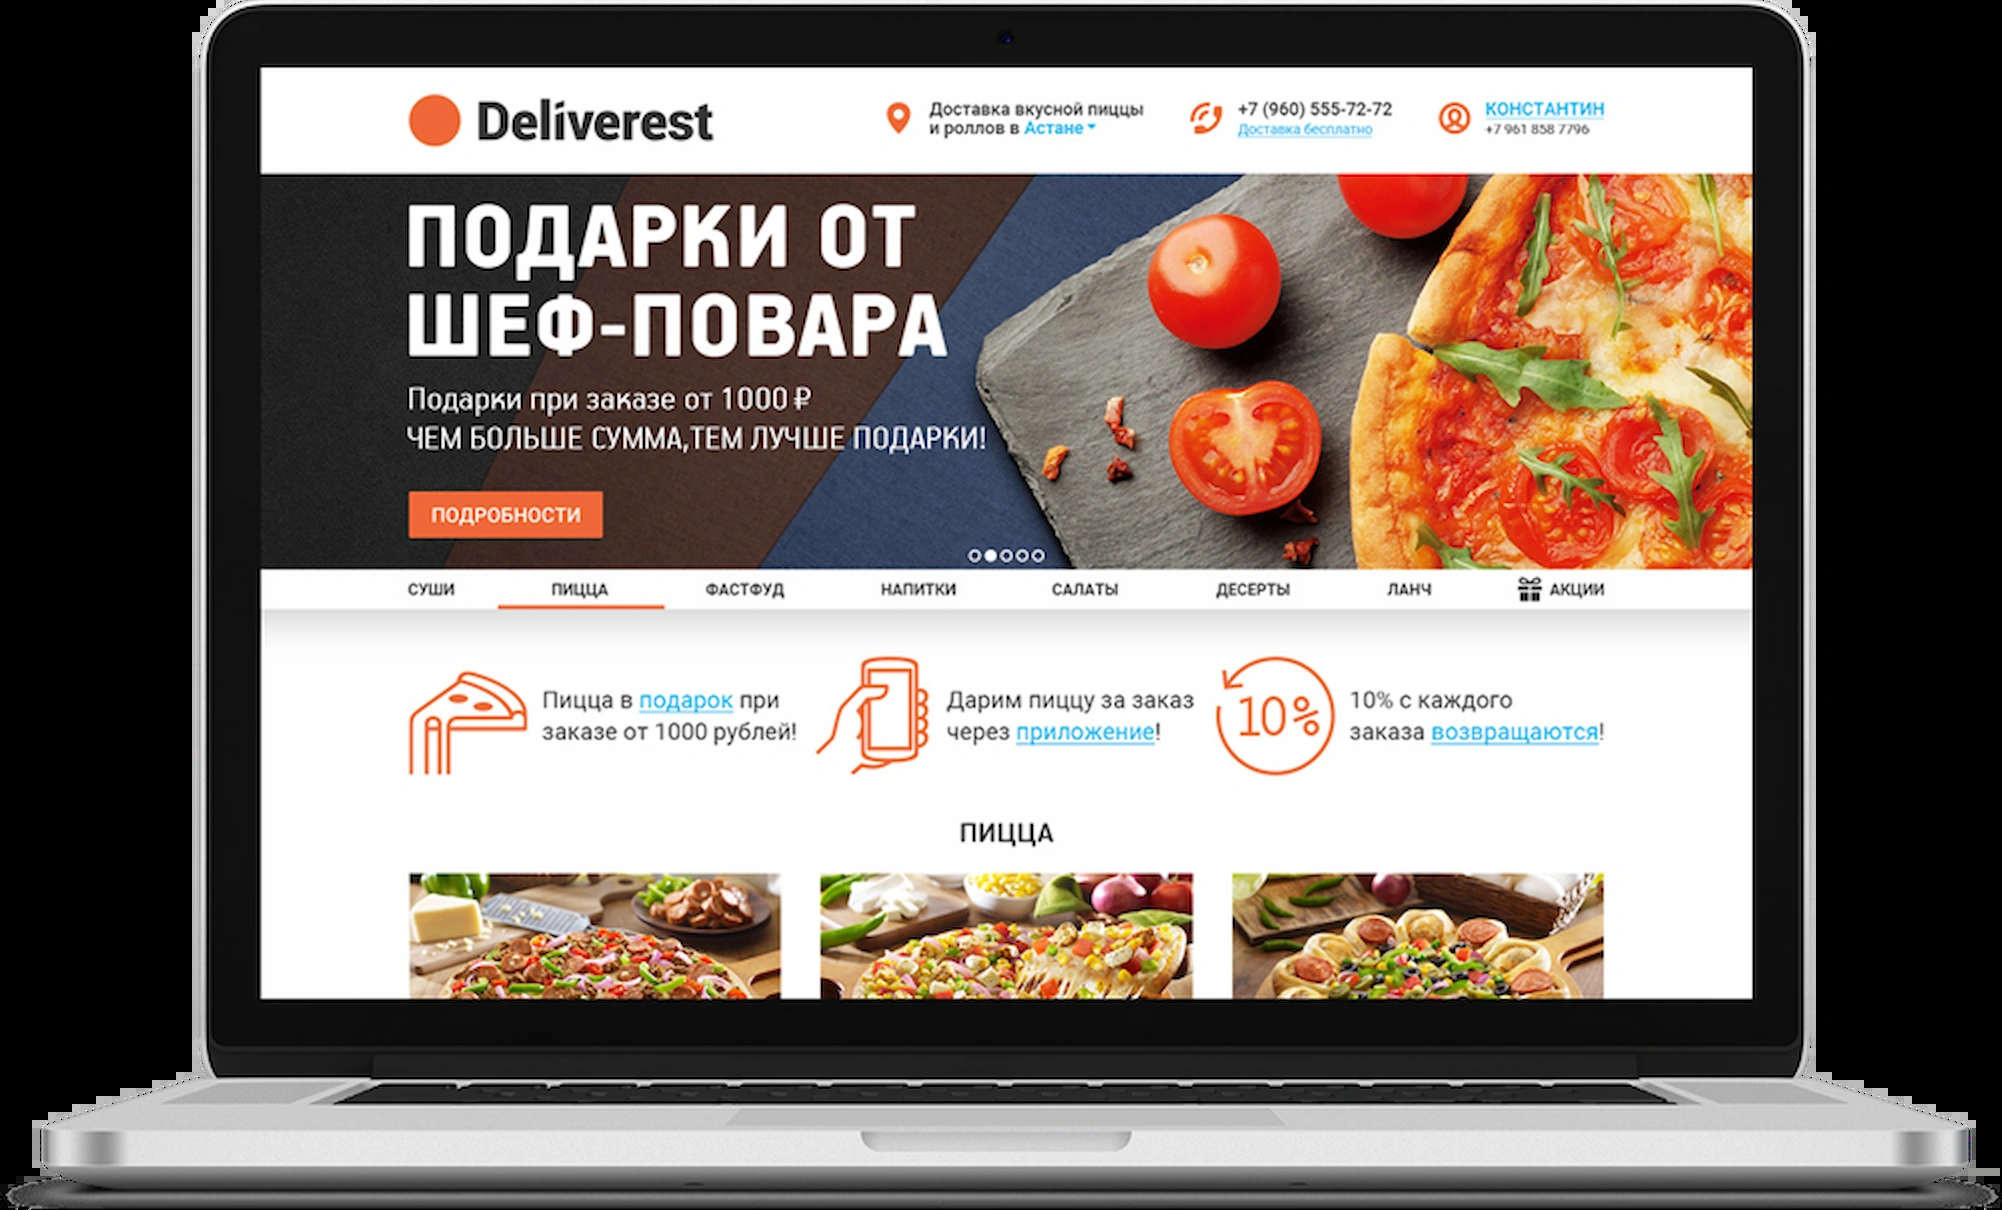 Deliverest
Доставка вкусной пиццы
и роллов в Астане
+7 (960) 555-72-72
Доставка бесплатно
КОНСТАНТИН
+7 961 858 7796
ПОДАРКИ ОТ
ШЕФ-ПОВАРА
Подарки при заказе от 1000 ₽
ЧЕМ БОЛЬШЕ СУММА,ТЕМ ЛУЧШЕ ПОДАРКИ!
ПОДРОБНОСТИ
СУШИ ПИЦЦА ФАСТФУД НАПИТКИ САЛАТЫ ДЕСЕРТЫ ЛАНЧ АКЦИИ
Пицца в подарок при
заказе от 1000 рублей!
Дарим пиццу за заказ
через приложение!
10%
10% с каждого
заказа возвращаются!
ПИЦЦА